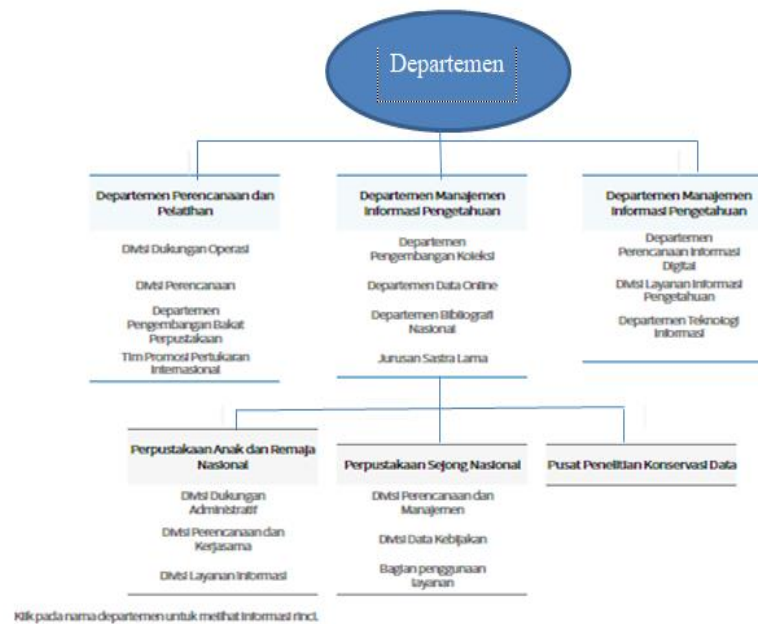 Departemen
Departemen Perencanaan dan
Pelatihan
Divisi Dukungan Operasi
Divisi Perencanaan
Departemen
Pengembangan Bakat
Perpustakaan
Tim Promosi Pertukaran
Internasional
Departemen Manajemen
Informasi Pengetahuan
Departemen
Pengembangan Koleksi
Departemen Data Online
Departemen Bibliografi
Nasional
Jurusan Sastra Lama
Departemen Manajemen
Informasi Pengetahuan
Departemen
Perencanaan Informasi
Digital
Divisi Layanan Informasi
Pengetahuan
Departemen Teknologi
Informasi
Perpustakaan Anak dan Remaja
Nasional
Divisi Dukungan
Administratif
Divisi Perencanaan dan
Kerjasama
Divisi Layanan Informasi
Perpustakaan Sejong Nasional
Divisi Perencanaan dan
Manajemen
Divisi Data Kebijakan
Bagian penggunaan
layanan
Pusat Penelitian Konservasi Data
Klik pada nama departemen untuk melihat informasi rinci.